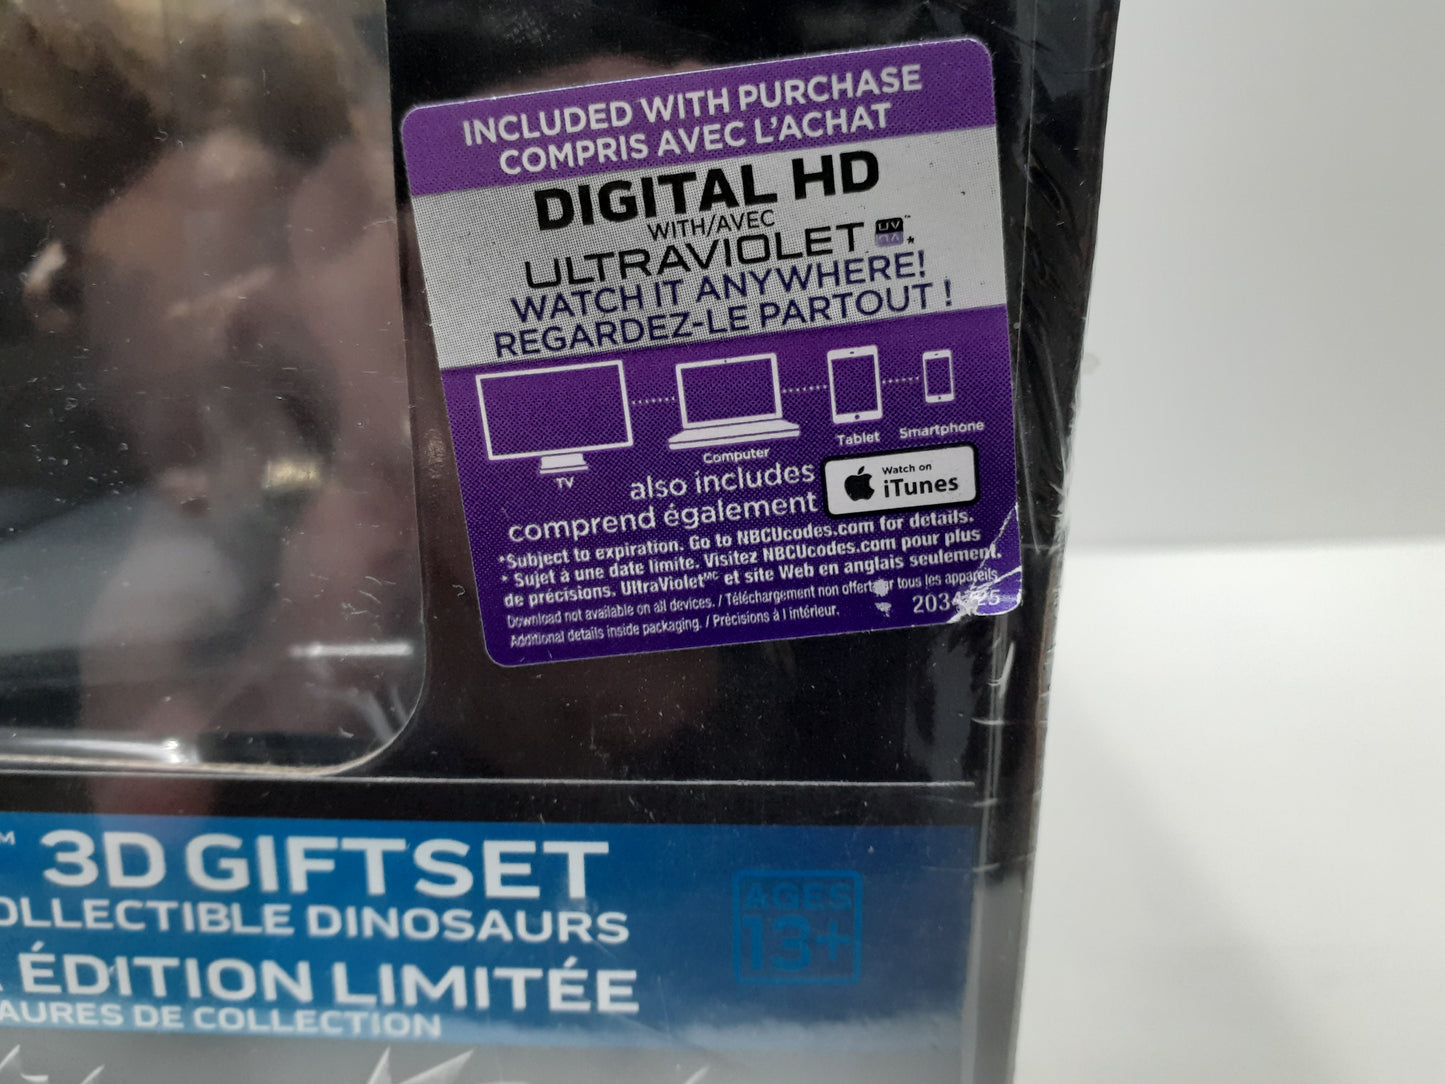 INCLUDED WITH PURCHASE
COMPRIS AVEC L'ACHAT
DIGITAL HD
WITH/AVEC
ULTRAVIOLET UV™*
WATCH IT ANYWHERE!
REGARDEZ-LE PARTOUT !
TV
Computer
Tablet
Smartphone
also includes
comprend également
Watch on
iTunes
*Subject to expiration. Go to NBCUcodes.com for details.
* Sujet à une date limite. Visitez NBCUcodes.com pour plus
de précisions. UltraViolet MC et site Web en anglais seulement.
Download not available on all devices. / Téléchargement non offert par tous les appareils.
Additional details inside packaging. / Précisions à l intérieur.
™ 3D GIFTSET
OLLECTIBLE DINOSAURS
ÉDITION LIMITÉE
AURES DE COLLECTION
AGES
13+